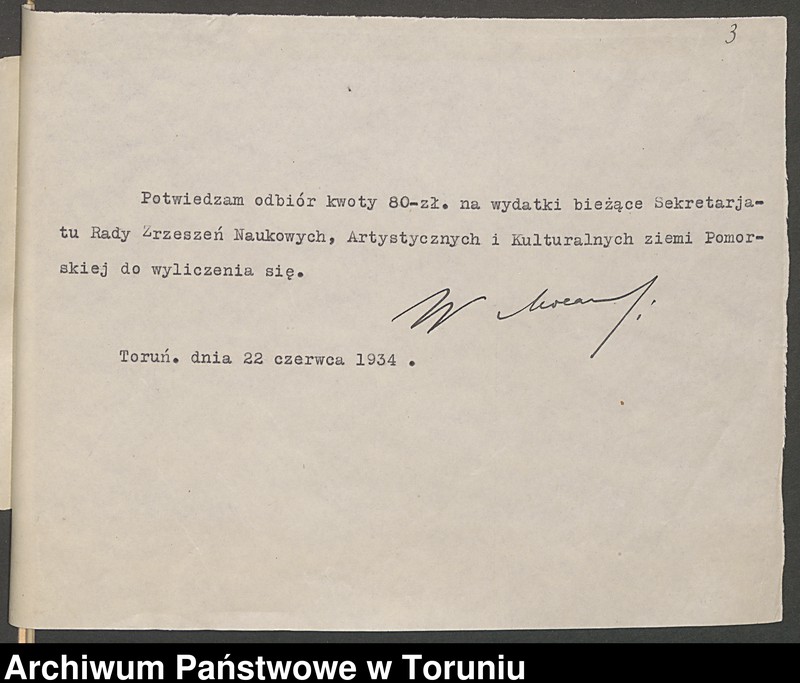 3
Potwiedzam odbiór kwoty 80-zł. na wydatki bieżące Sekretarja-
tu Rady Zrzeszeń Naukowych, Artystycznych i Kulturalnych ziemi Pomor-
skiej do wyliczenia się.
W
Toruń. dnia 22 czerwca 1934 .
Archiwum Państwowe w Toruniu